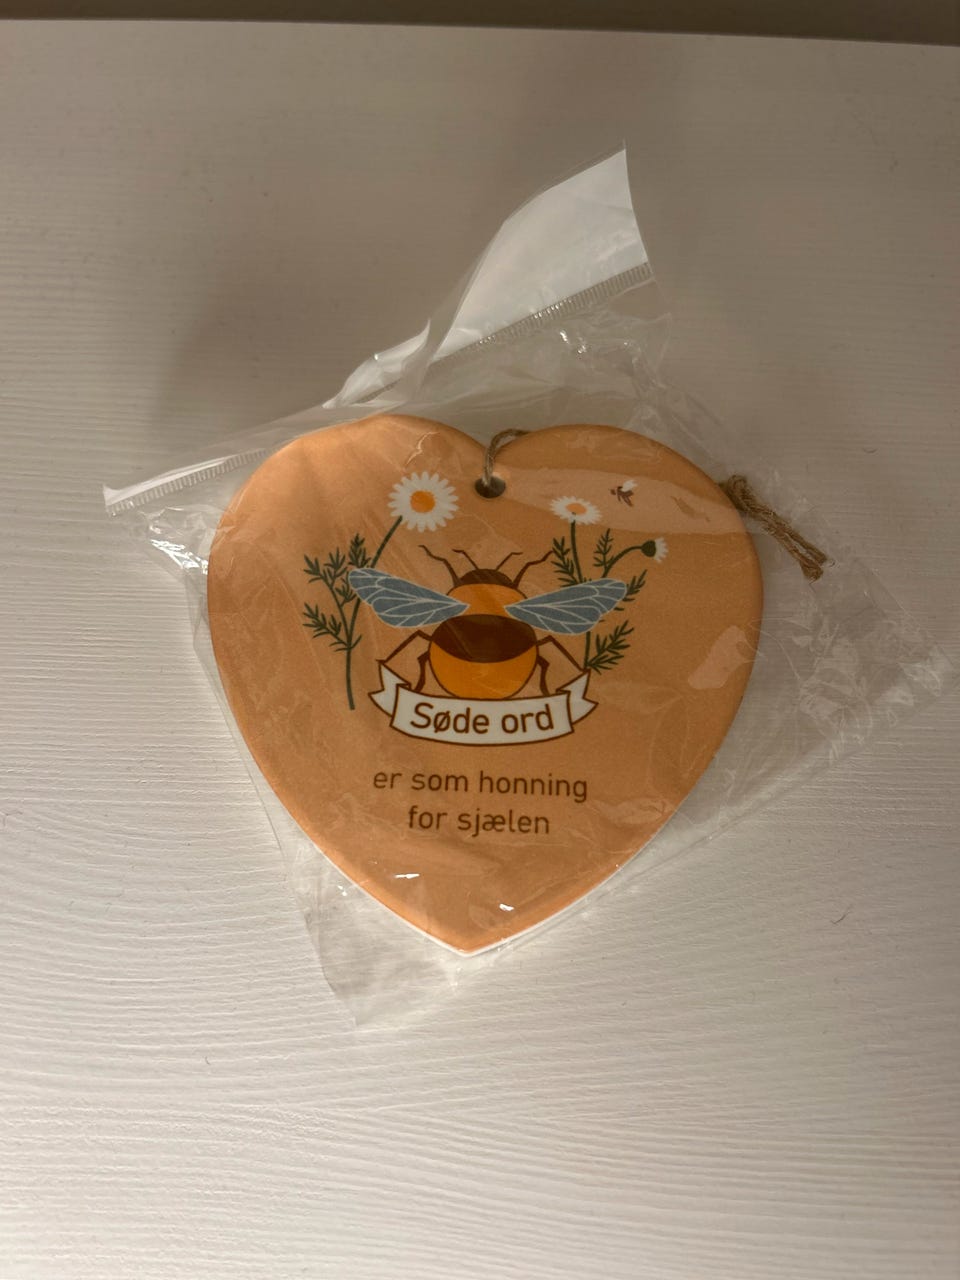 Søde ord
er som honning
for sjælen